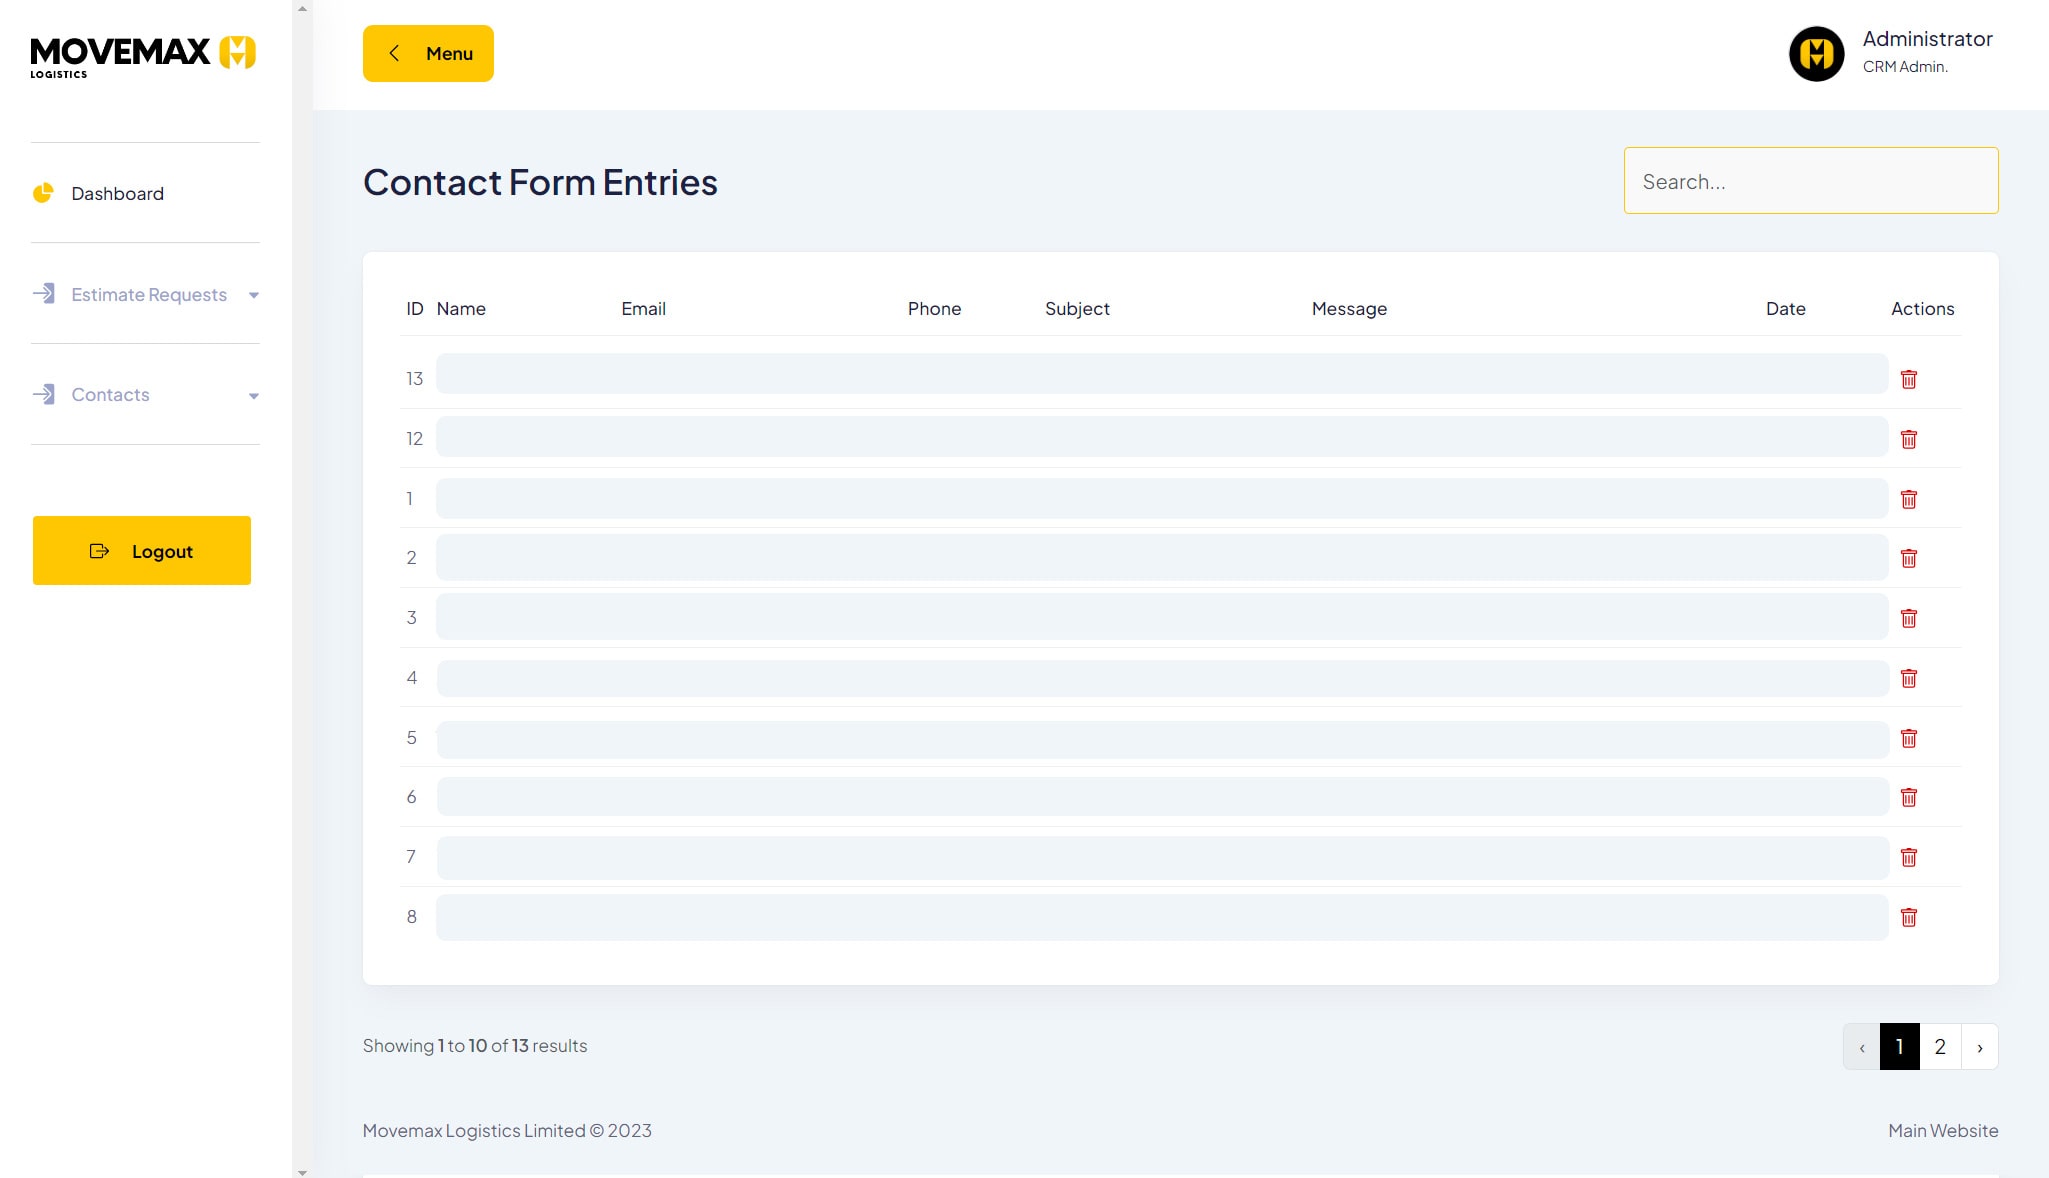 MOVEMAX
LOGISTICS
Menu
Administrator
CRM Admin.
Dashboard
Estimate Requests
Contacts
Logout
Contact Form Entries
Search...
ID Name Email Phone Subject Message Date Actions
13
12
1
2
3
4
5
6
7
8
Showing 1 to 10 of 13 results
‹ 1 2 ›
Movemax Logistics Limited © 2023
Main Website